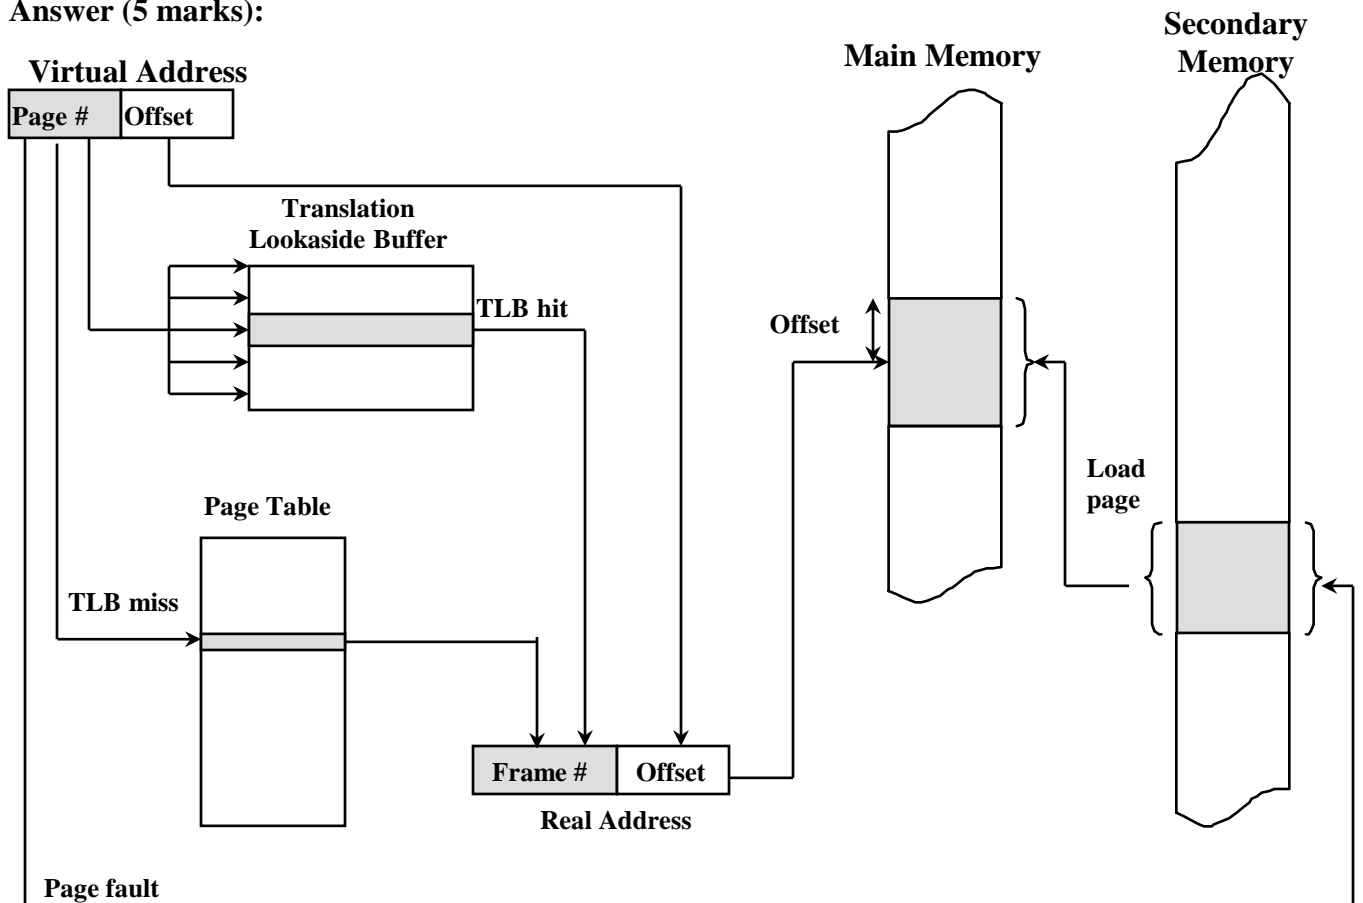 Answer (5 marks):
Secondary
Memory
Main Memory
Virtual Address
Page #
Offset
Translation
Lookaside Buffer
TLB hit
Offset
Load
page
Page Table
TLB miss
Frame #
Offset
Real Address
Page fault